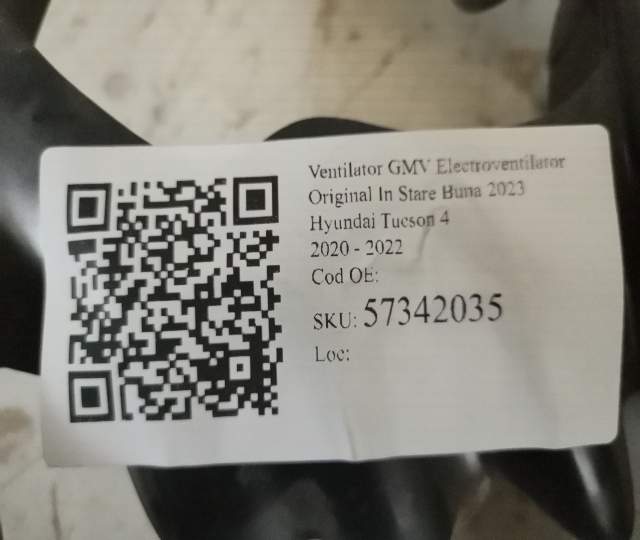 Ventilator GMV Electroventilator
Original In Stare Buna 2023
Hyundai Tucson 4
2020 - 2022
Cod OE:
SKU: 57342035
Loc: